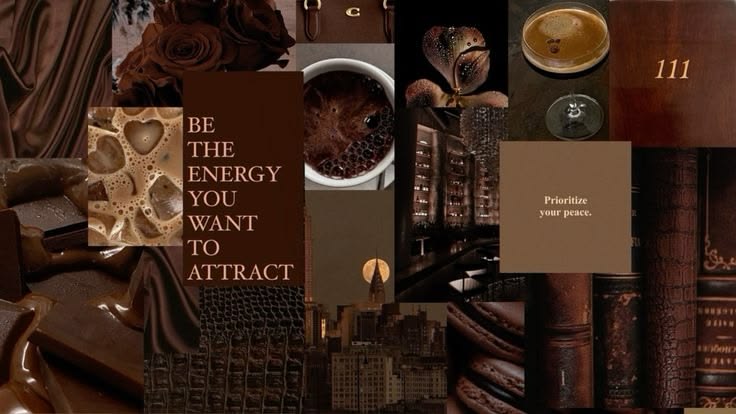 BE
THE
ENERGY
YOU
WANT
TO
ATTRACT
111
Prioritize
your peace.